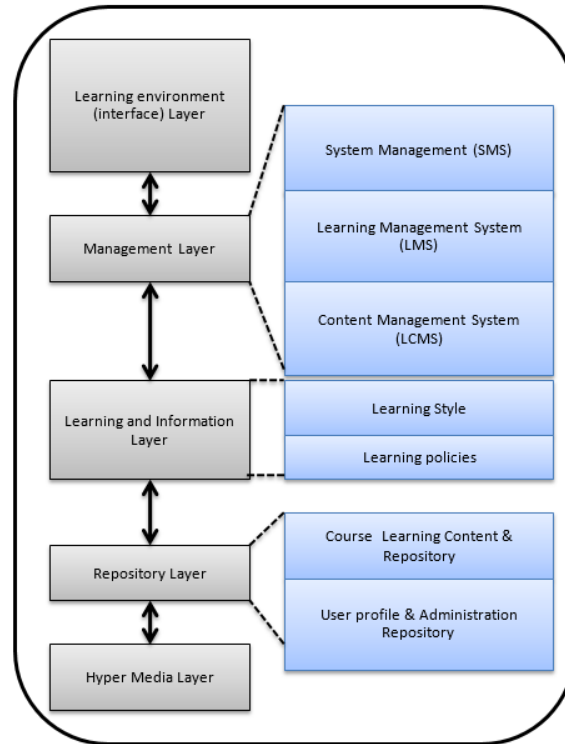 Learning environment
(interface) Layer
System Management (SMS)
Management Layer
Learning Management System
(LMS)
Content Management System
(LCMS)
Learning and Information
Layer
Learning Style
Learning policies
Repository Layer
Course Learning Content &
Repository
User profile & Administration
Repository
Hyper Media Layer